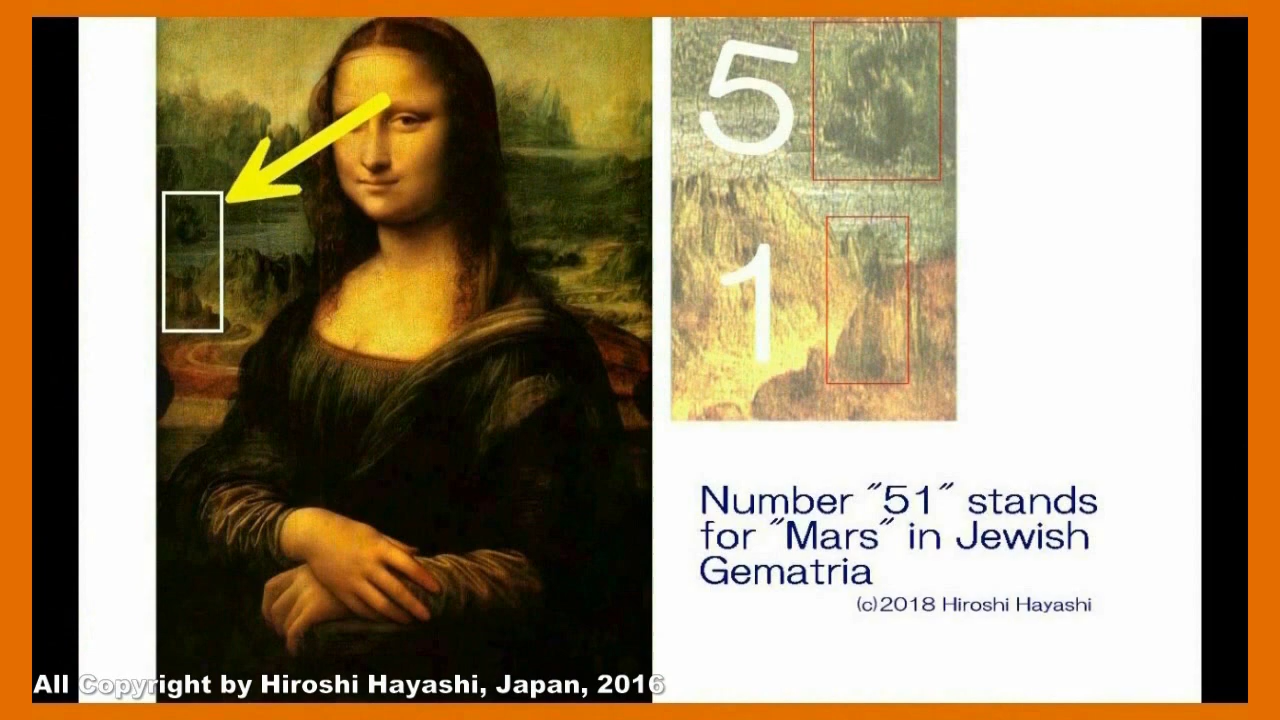 5
1
Number "51" stands
for "Mars" in Jewish
Gematria
(c)2018 Hiroshi Hayashi
All Copyright by Hiroshi Hayashi, Japan, 2016